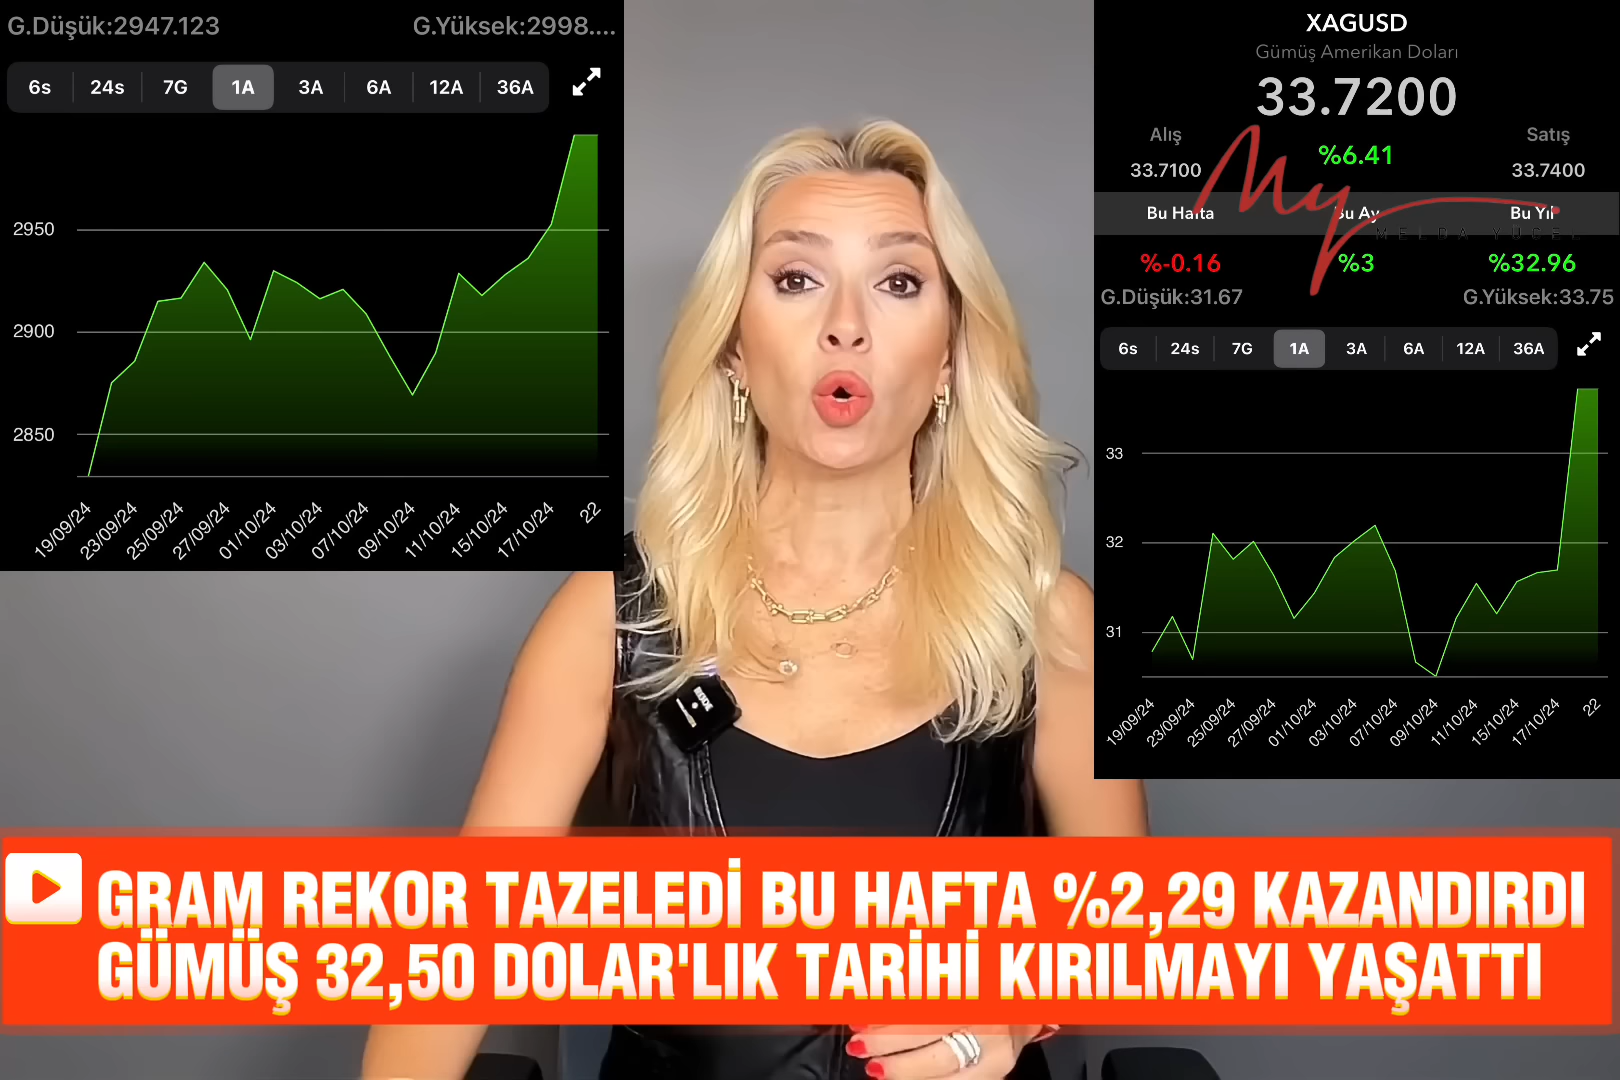 G.Düşük:2947.123 G.Yüksek:2998....
6s 24s 7G 1A 3A 6A 12A 36A
2950
2900
2850
19/09/24 23/09/24 25/09/24 27/09/24 01/10/24 03/10/24 07/10/24 09/10/24 11/10/24 15/10/24 17/10/24 22
XAGUSD
Gümüş Amerikan Doları
33.7200
Alış Satış
%6.41
33.7100 33.7400
My
Bu Hafta Bu Ay Bu Yıl
MELDA YÜCEL
%-0.16 %3 %32.96
G.Düşük:31.67 G.Yüksek:33.75
6s 24s 7G 1A 3A 6A 12A 36A
33
32
31
19/09/24 23/09/24 25/09/24 27/09/24 01/10/24 03/10/24 07/10/24 09/10/24 11/10/24 15/10/24 17/10/24 22
RODE
GRAM REKOR TAZELEDİ BU HAFTA %2,29 KAZANDIRDI
GÜMÜŞ 32,50 DOLAR'LIK TARİHİ KIRILMAYI YAŞATTI